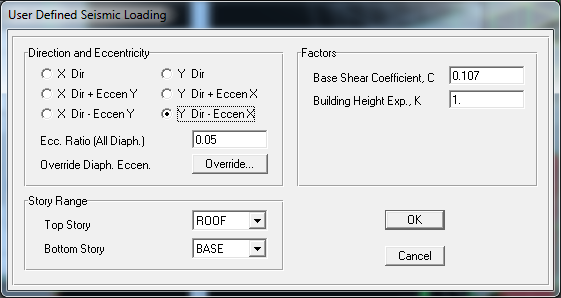 User Defined Seismic Loading
Direction and Eccentricity
X Dir
Y Dir
X Dir + Eccen Y
Y Dir + Eccen X
X Dir - Eccen Y
Y Dir - Eccen X
Ecc. Ratio (All Diaph.)
0.05
Override Diaph. Eccen.
Override...
Factors
Base Shear Coefficient, C
0.107
Building Height Exp., K
1.
Story Range
Top Story
ROOF
Bottom Story
BASE
OK
Cancel